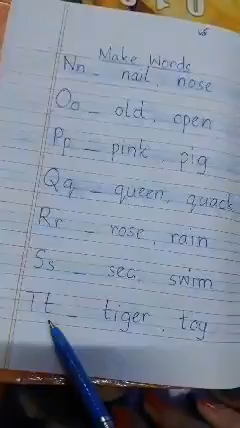 Make Words
Nn - nail, nose
Oo - old, open
Pp - pink, pig
Qq - queen, quack
Rr - rose, rain
Ss - sea, swim
Tt - tiger, toy